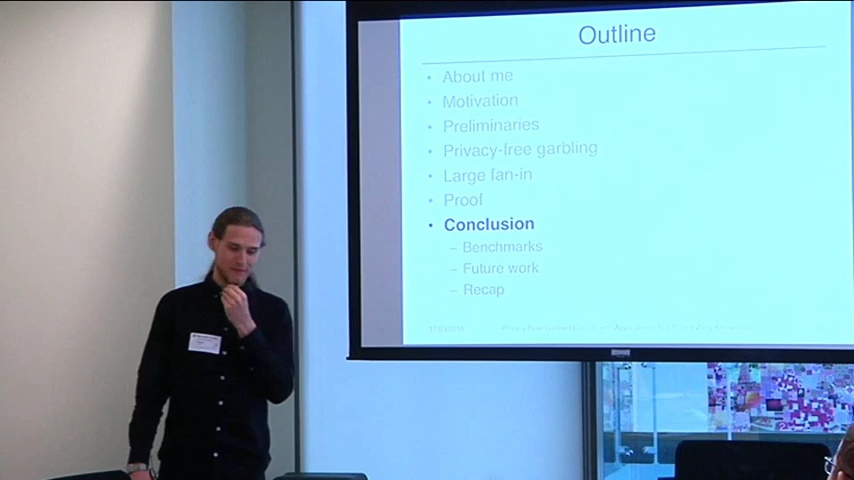 Outline
• About me
• Motivation
• Preliminaries
• Privacy-free garbling
• Large fan-in
• Proof
• Conclusion
– Benchmarks
– Future work
– Recap